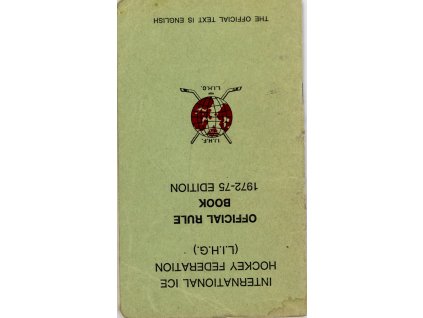 INTERNATIONAL ICE
HOCKEY FEDERATION
(L.I.H.G.)
OFFICIAL RULE
BOOK
1972-75 EDITION
I.I.H.F.
L.I.H.G.
THE OFFICIAL TEXT IS ENGLISH